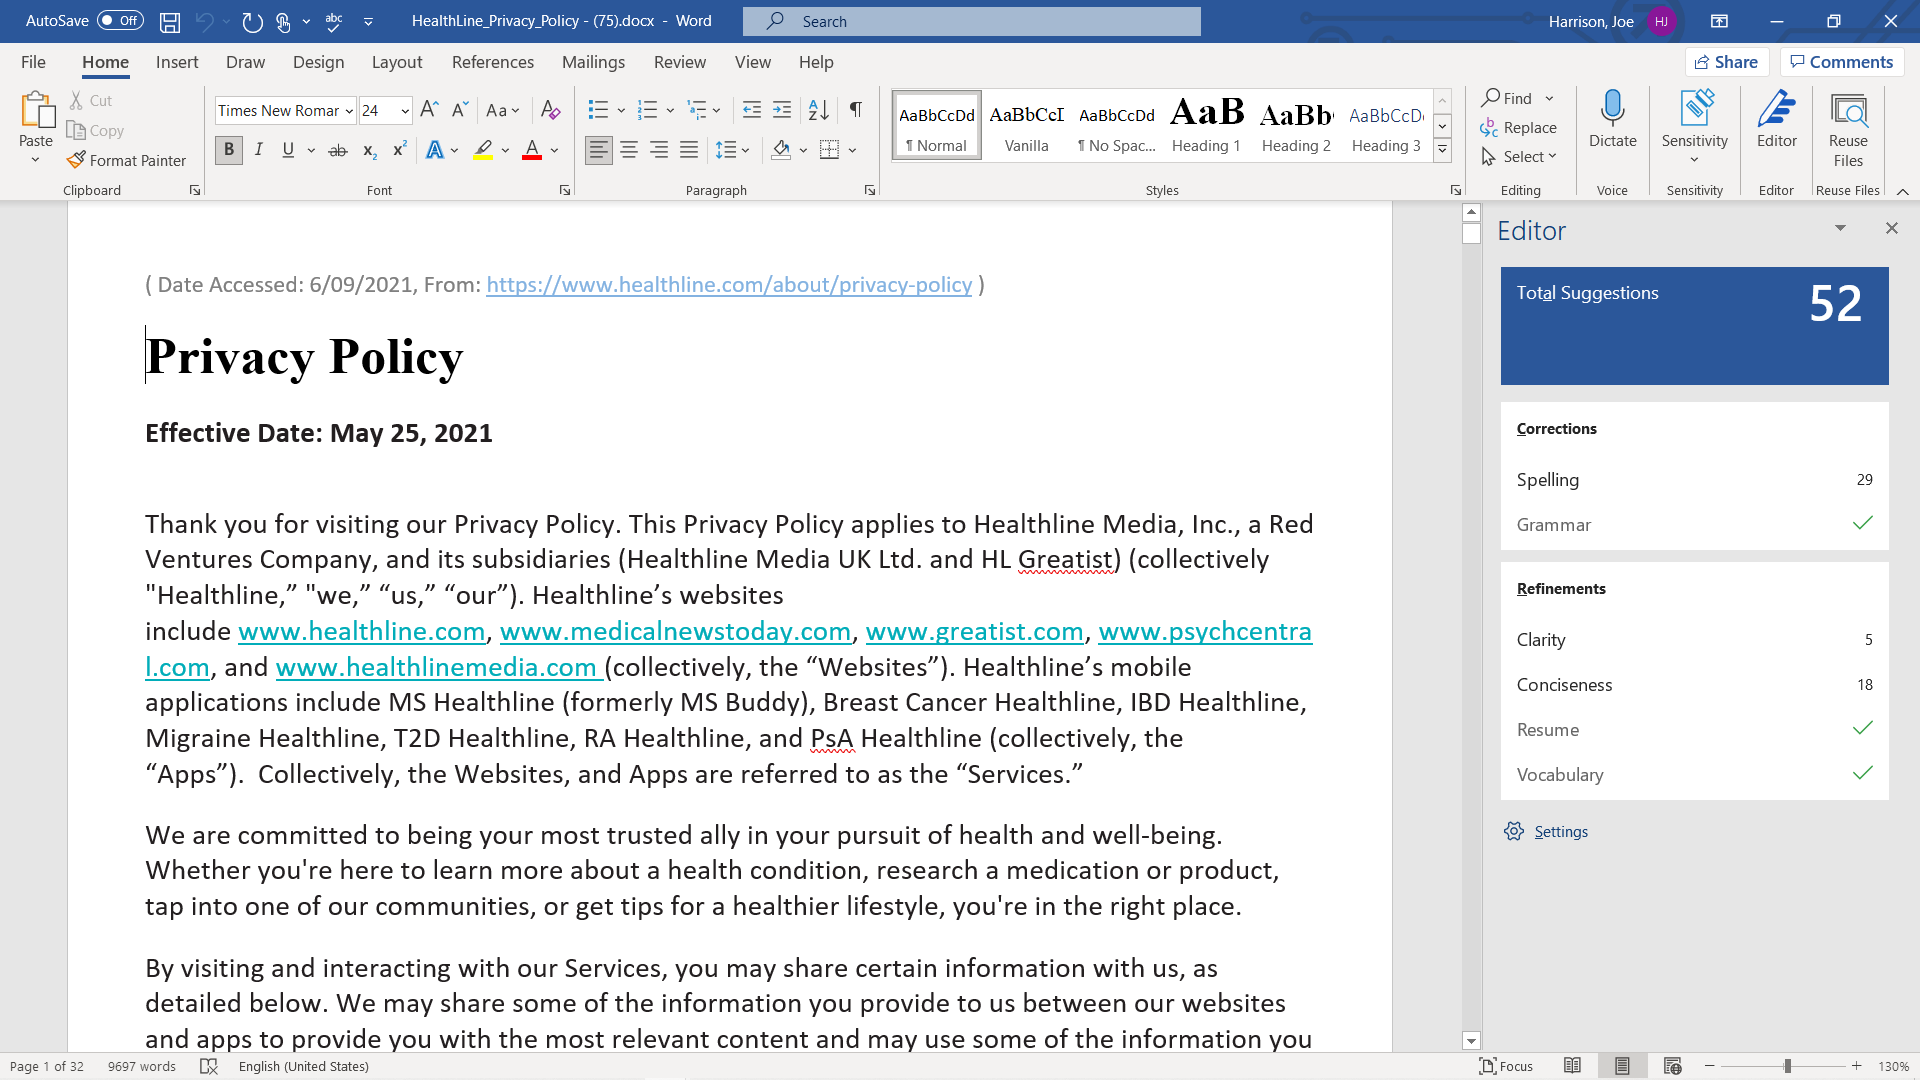 AutoSave Off abc HealthLine_Privacy_Policy - (75).docx - Word Search Harrison, Joe HJ
File Home Insert Draw Design Layout References Mailings Review View Help Share Comments
Paste Cut Copy Format Painter
Clipboard
Times New Romar 24 Aa
B I U ab x₂ x² A A
Font
Paragraph
AaBbCcDd AaBbCcI AaBbCcDd AaB AaBb AaBbCcD
¶ Normal Vanilla ¶ No Spac... Heading 1 Heading 2 Heading 3
Styles
Find
Replace
Select
Editing
Dictate
Voice
Sensitivity
Sensitivity
Editor
Editor
Reuse
Files
Reuse Files
( Date Accessed: 6/09/2021, From: https://www.healthline.com/about/privacy-policy )
Privacy Policy
Effective Date: May 25, 2021
Thank you for visiting our Privacy Policy. This Privacy Policy applies to Healthline Media, Inc., a Red
Ventures Company, and its subsidiaries (Healthline Media UK Ltd. and HL Greatist) (collectively
"Healthline,” "we,” “us,” “our”). Healthline’s websites
include www.healthline.com, www.medicalnewstoday.com, www.greatist.com, www.psychcentra
l.com, and www.healthlinemedia.com (collectively, the “Websites”). Healthline’s mobile
applications include MS Healthline (formerly MS Buddy), Breast Cancer Healthline, IBD Healthline,
Migraine Healthline, T2D Healthline, RA Healthline, and PsA Healthline (collectively, the
“Apps”).  Collectively, the Websites, and Apps are referred to as the “Services.”
We are committed to being your most trusted ally in your pursuit of health and well-being.
Whether you're here to learn more about a health condition, research a medication or product,
tap into one of our communities, or get tips for a healthier lifestyle, you're in the right place.
By visiting and interacting with our Services, you may share certain information with us, as
detailed below. We may share some of the information you provide to us between our websites
and apps to provide you with the most relevant content and may use some of the information you
Editor
Total Suggestions 52
Corrections
Spelling 29
Grammar
Refinements
Clarity 5
Conciseness 18
Resume
Vocabulary
Settings
Page 1 of 32 9697 words English (United States) Focus 130%